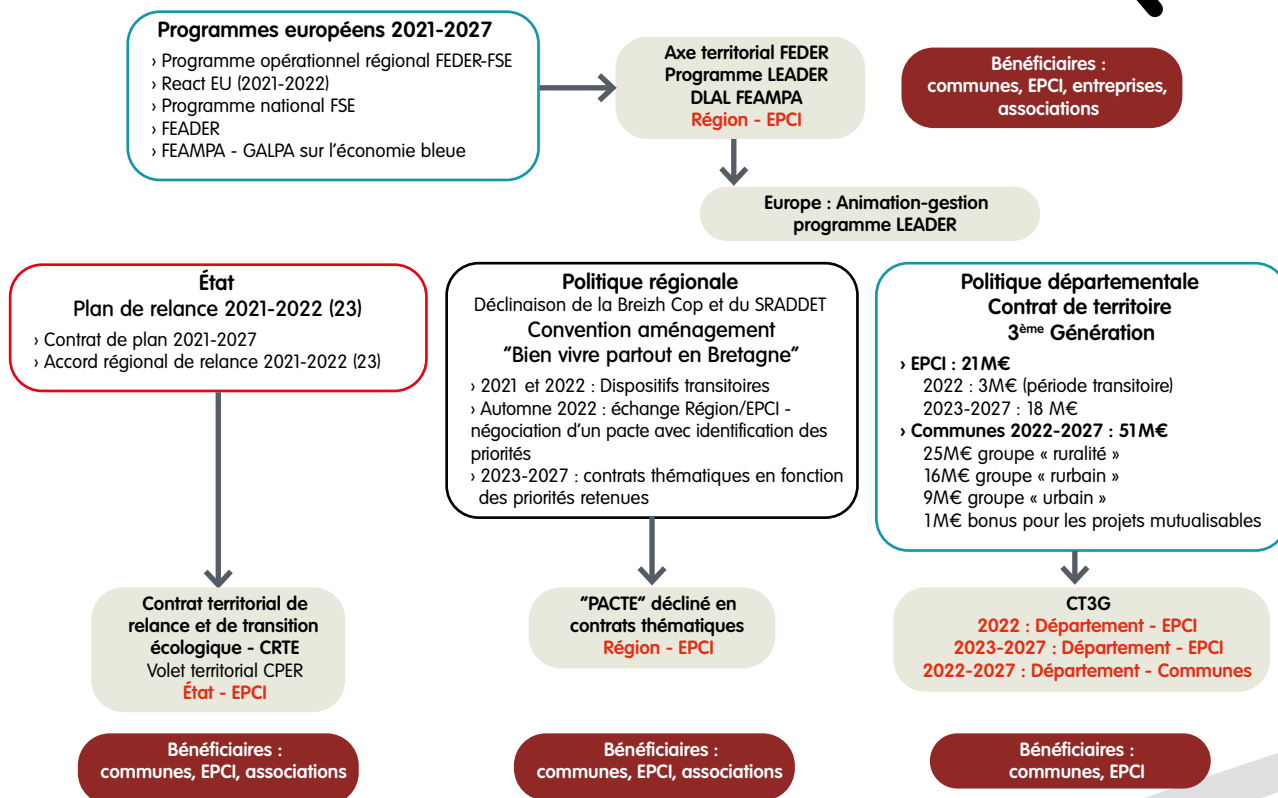 Programmes européens 2021-2027
› Programme opérationnel régional FEDER-FSE
› React EU (2021-2022)
› Programme national FSE
› FEADER
› FEAMPA - GALPA sur l'économie bleue
Axe territorial FEDER
Programme LEADER
DLAL FEAMPA
Région - EPCI
Bénéficiaires :
communes, EPCI, entreprises,
associations
Europe : Animation-gestion
programme LEADER
État
Plan de relance 2021-2022 (23)
› Contrat de plan 2021-2027
› Accord régional de relance 2021-2022 (23)
Politique régionale
Déclinaison de la Breizh Cop et du SRADDET
Convention aménagement
"Bien vivre partout en Bretagne"
› 2021 et 2022 : Dispositifs transitoires
› Automne 2022 : échange Région/EPCI -
négociation d'un pacte avec identification des
priorités
› 2023-2027 : contrats thématiques en fonction
des priorités retenues
Politique départementale
Contrat de territoire
3ème Génération
› EPCI : 21M€
2022 : 3M€ (période transitoire)
2023-2027 : 18 M€
› Communes 2022-2027 : 51M€
25M€ groupe « ruralité »
16M€ groupe « rurbain »
9M€ groupe « urbain »
1M€ bonus pour les projets mutualisables
Contrat territorial de
relance et de transition
écologique - CRTE
Volet territorial CPER
État - EPCI
"PACTE" décliné en
contrats thématiques
Région - EPCI
CT3G
2022 : Département - EPCI
2023-2027 : Département - EPCI
2022-2027 : Département - Communes
Bénéficiaires :
communes, EPCI, associations
Bénéficiaires :
communes, EPCI, associations
Bénéficiaires :
communes, EPCI